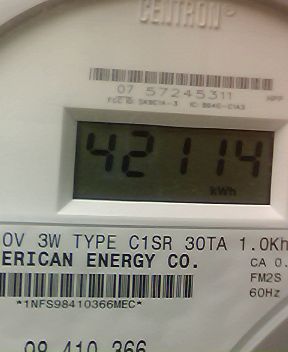 CENTRON®
07 57245311
42114
kWh
0V 3W TYPE C1SR 30TA 1.0Kh
ERICAN ENERGY CO.
CA 0.
FM2S
60Hz
*1NFS98410366MEC*
98 410 366